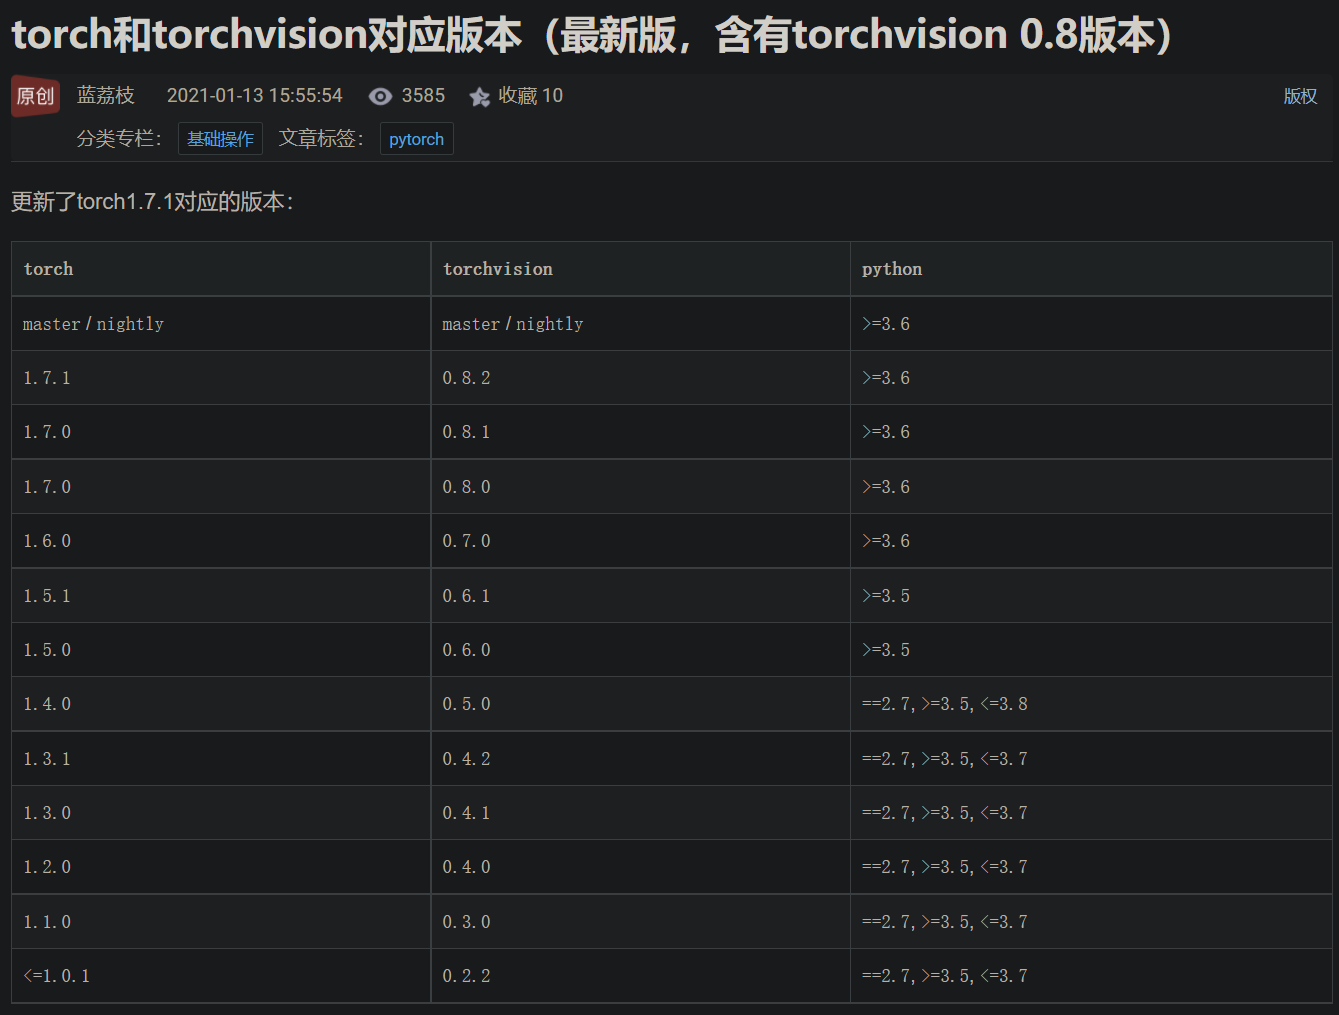 torch和torchvision对应版本（最新版，含有torchvision 0.8版本）
原创 蓝荔枝 2021-01-13 15:55:54 3585 收藏 10 版权
分类专栏： 基础操作 文章标签： pytorch
更新了torch1.7.1对应的版本：
torch torchvision python
master / nightly master / nightly >=3.6
1.7.1 0.8.2 >=3.6
1.7.0 0.8.1 >=3.6
1.7.0 0.8.0 >=3.6
1.6.0 0.7.0 >=3.6
1.5.1 0.6.1 >=3.5
1.5.0 0.6.0 >=3.5
1.4.0 0.5.0 ==2.7, >=3.5, <=3.8
1.3.1 0.4.2 ==2.7, >=3.5, <=3.7
1.3.0 0.4.1 ==2.7, >=3.5, <=3.7
1.2.0 0.4.0 ==2.7, >=3.5, <=3.7
1.1.0 0.3.0 ==2.7, >=3.5, <=3.7
<=1.0.1 0.2.2 ==2.7, >=3.5, <=3.7